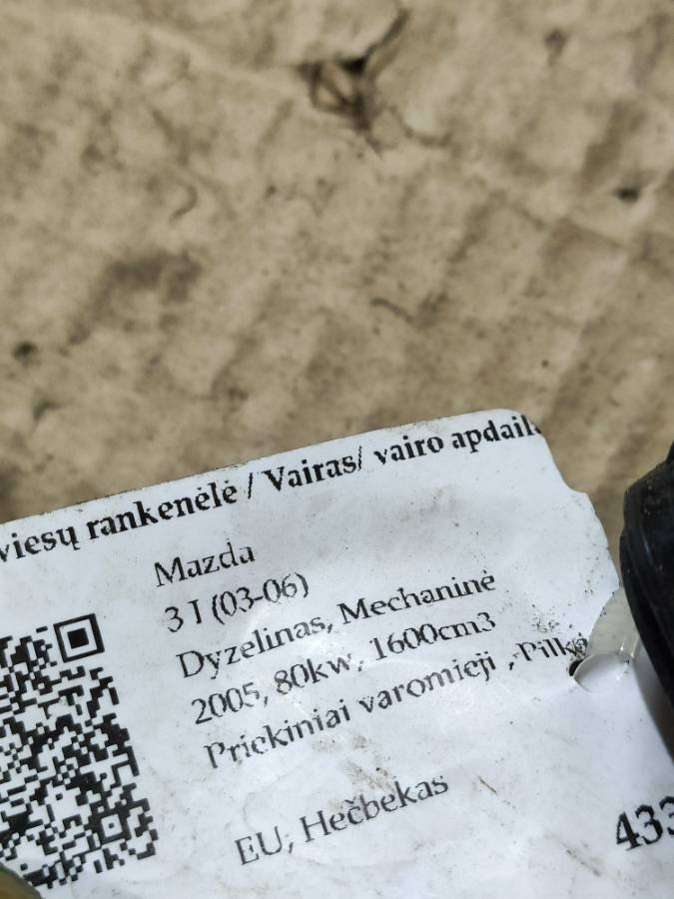 viesų rankenėlė / Vairas/ vairo apdaila
Mazda
3 I (03-06)
Dyzelinas, Mechaninė
2005, 80kw, 1600cm3
Priekiniai varomieji , Pilka
EU, Hečbekas
433